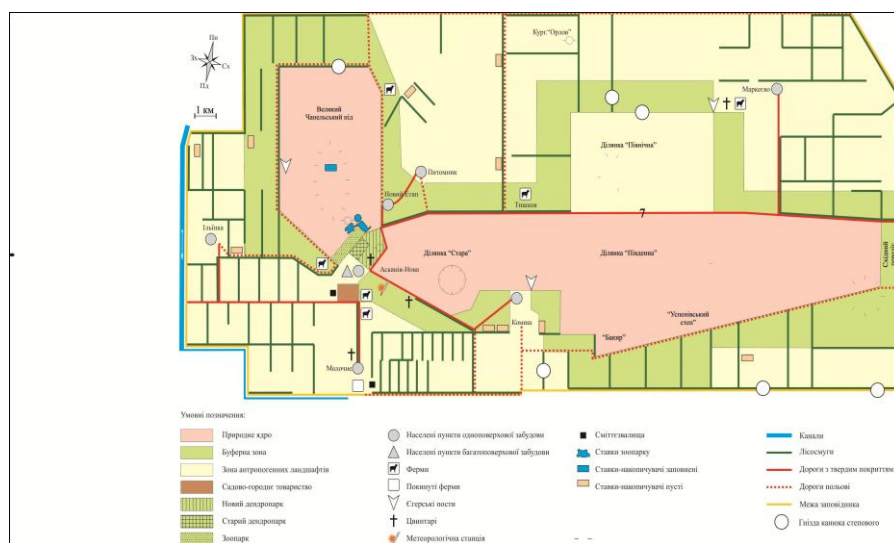 Пн
Зх
Сх
Пд
1 км
Кург."Орлов"
Великий
Чапельський під
Маркеєво
Ділянка "Північна"
Питомник
Новий Етап
Тишков
7
Ільїнка
Ділянка "Стара"
Ділянка "Південна"
Асканія-Нова
Східний
Комиш
"Успенівський
степ"
"Бакир"
Молочне
Умовні позначення:
Природне ядро
Буферна зона
Зона антропогенних ландшафтів
Садово-городнє товариство
Новий дендропарк
Старий дендропарк
Зоопарк
Населені пункти одноповерхової забудови
Населені пункти багатоповерхової забудови
Ферми
Покинуті ферми
Єгерські пости
Цвинтарі
Метеорологічна станція
Сміттєзвалища
Ставки зоопарку
Ставки-накопичувачі заповнені
Ставки-накопичувачі пусті
Канали
Лісосмуги
Дороги з твердим покриттям
Дороги польові
Межа заповідника
Гнізда канюка степового